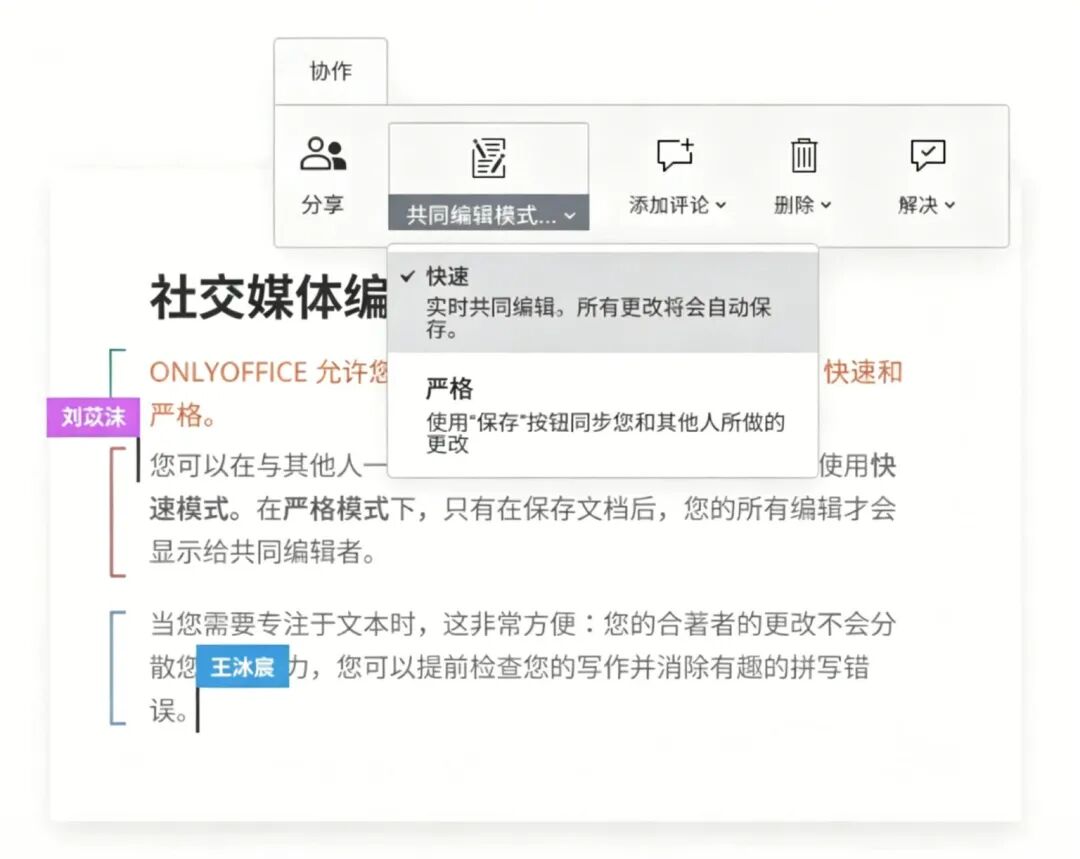 协作
分享
共同编辑模式...
添加评论
删除
解决
快速
实时共同编辑。所有更改将会自动保
存。
严格
使用“保存”按钮同步您和其他人所做的
更改
社交媒体编
ONLYOFFICE 允许您 快速和
刘苡沫
严格。
您可以在与其他人一 使用快
速模式。在严格模式下，只有在保存文档后，您的所有编辑才会
显示给共同编辑者。
当您需要专注于文本时，这非常方便：您的合著者的更改不会分
散您 王冰宸 力，您可以提前检查您的写作并消除有趣的拼写错
误。